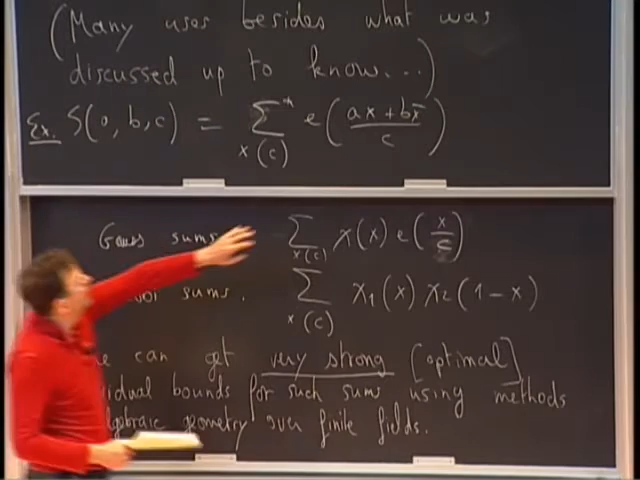 (Many uses besides what was
discussed up to know...)
Ex. S(a, b, c) = ∑* x (c) e(ax + bx̄ / c)
Gauss sums ∑ x (c) χ(x) e(x/c)
sums. ∑ x (c) χ₁(x) χ₂(1 - x)
can get very strong [optimal]
bounds for such sums using methods
geometry over finite fields.